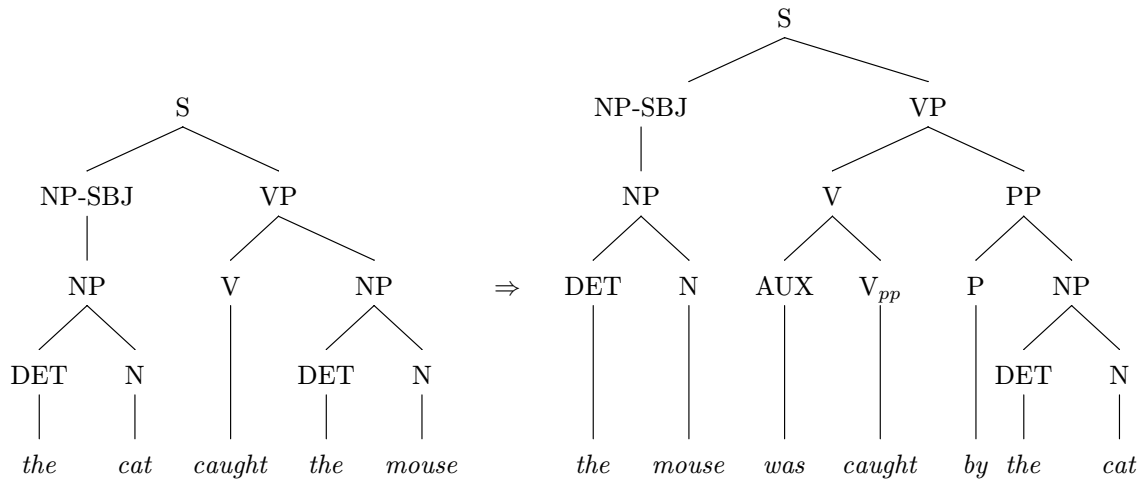 S
NP-SBJ VP
NP V PP
DET N AUX V_pp P NP
DET N
the mouse was caught by the cat
S
NP-SBJ VP
NP V NP
DET N DET N
the cat caught the mouse
⇒